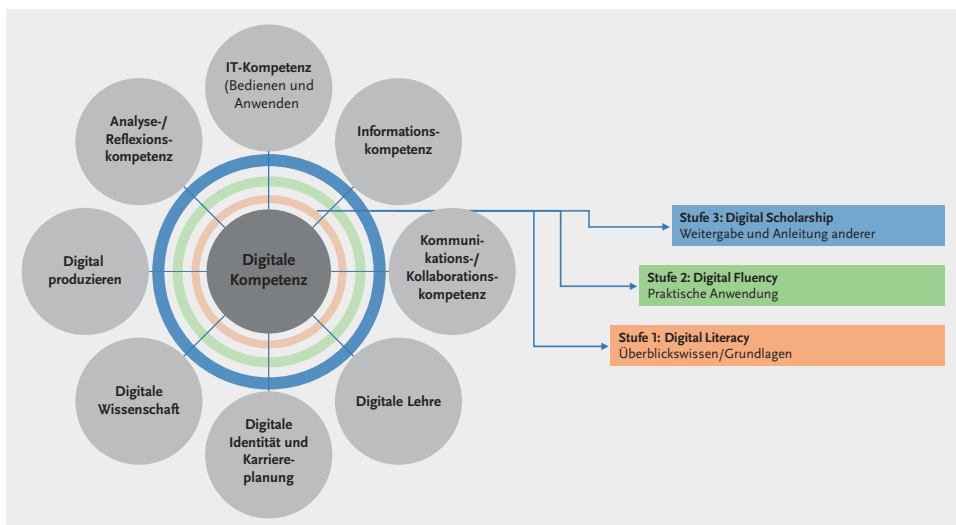 IT-Kompetenz
(Bedienen und
Anwenden
Informations-
kompetenz
Kommuni-
kations-/
Kollaborations-
kompetenz
Digitale Lehre
Digitale
Identität und
Karriere-
planung
Digitale
Wissenschaft
Digital
produzieren
Analyse-/
Reflexions-
kompetenz
Digitale
Kompetenz
Stufe 3: Digital Scholarship
Weitergabe und Anleitung anderer
Stufe 2: Digital Fluency
Praktische Anwendung
Stufe 1: Digital Literacy
Überblickswissen/Grundlagen